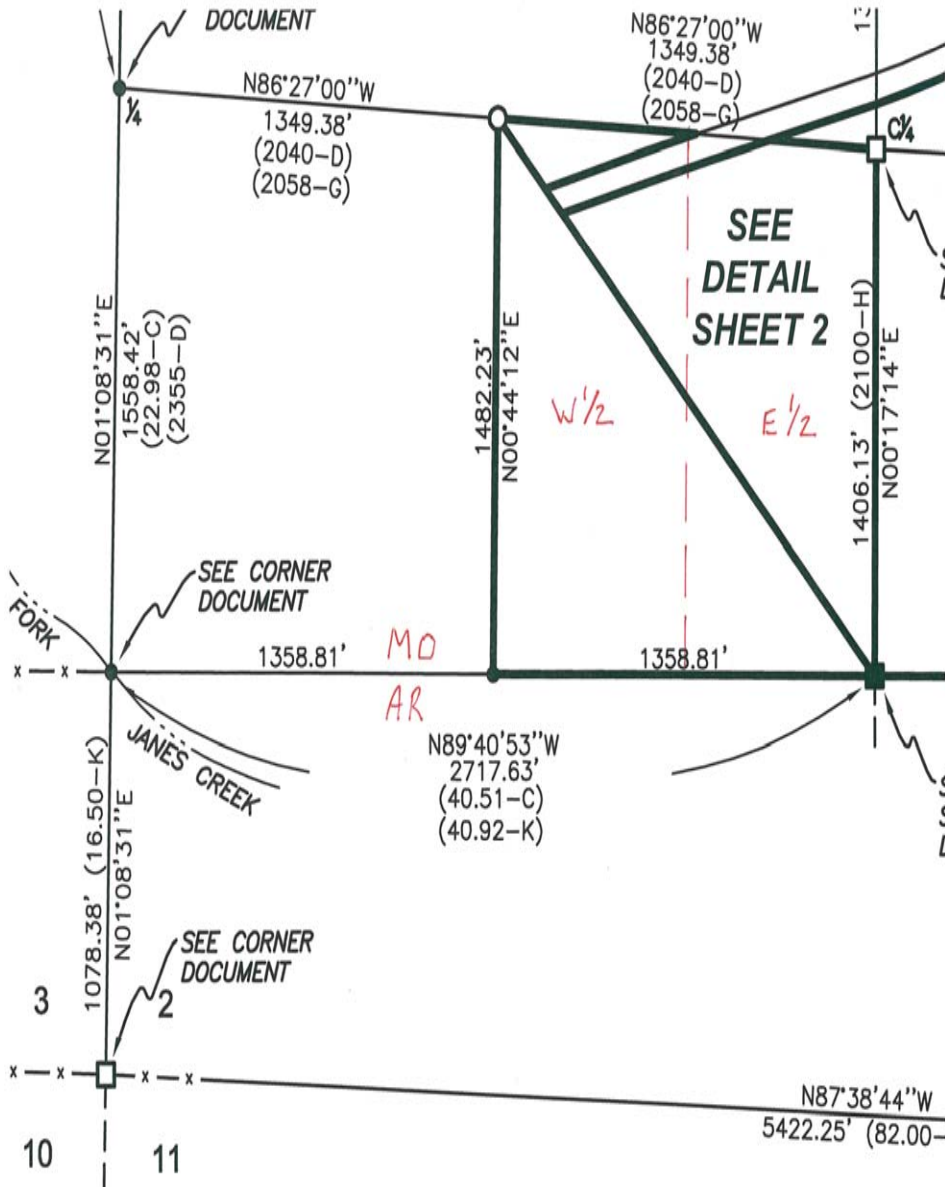 DOCUMENT
1/4
N86°27'00"W
1349.38'
(2040-D)
(2058-G)
N86°27'00"W
1349.38'
(2040-D)
(2058-G)
C1/4
SEE
DETAIL
SHEET 2
N01°08'31"E
1558.42'
(22.98-C)
(2355-D)
1482.23'
N00°44'12"E
W 1/2
E 1/2
1406.13' (2100-H)
N00°17'14"E
SEE CORNER
DOCUMENT
FORK
x x
1358.81'
MO
AR
1358.81'
JANES CREEK
N89°40'53"W
2717.63'
(40.51-C)
(40.92-K)
1078.38' (16.50-K)
N01°08'31"E
SEE CORNER
DOCUMENT
3
2
x x
x x
10
11
N87°38'44"W
5422.25' (82.00-